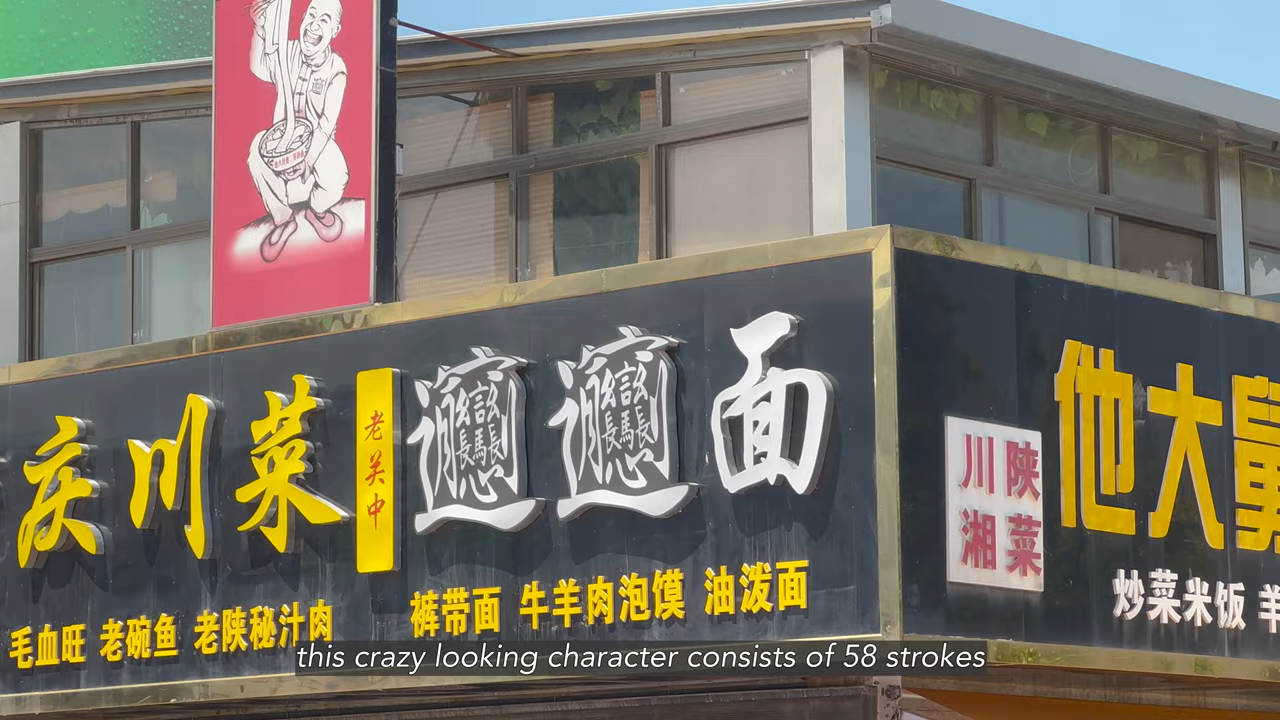 庆川菜
老关中
𰻞𰻞面
毛血旺 老碗鱼 老陕秘汁肉
裤带面 牛羊肉泡馍 油泼面
川陕
湘菜
他大舅
炒菜米饭 羊
this crazy looking character consists of 58 strokes